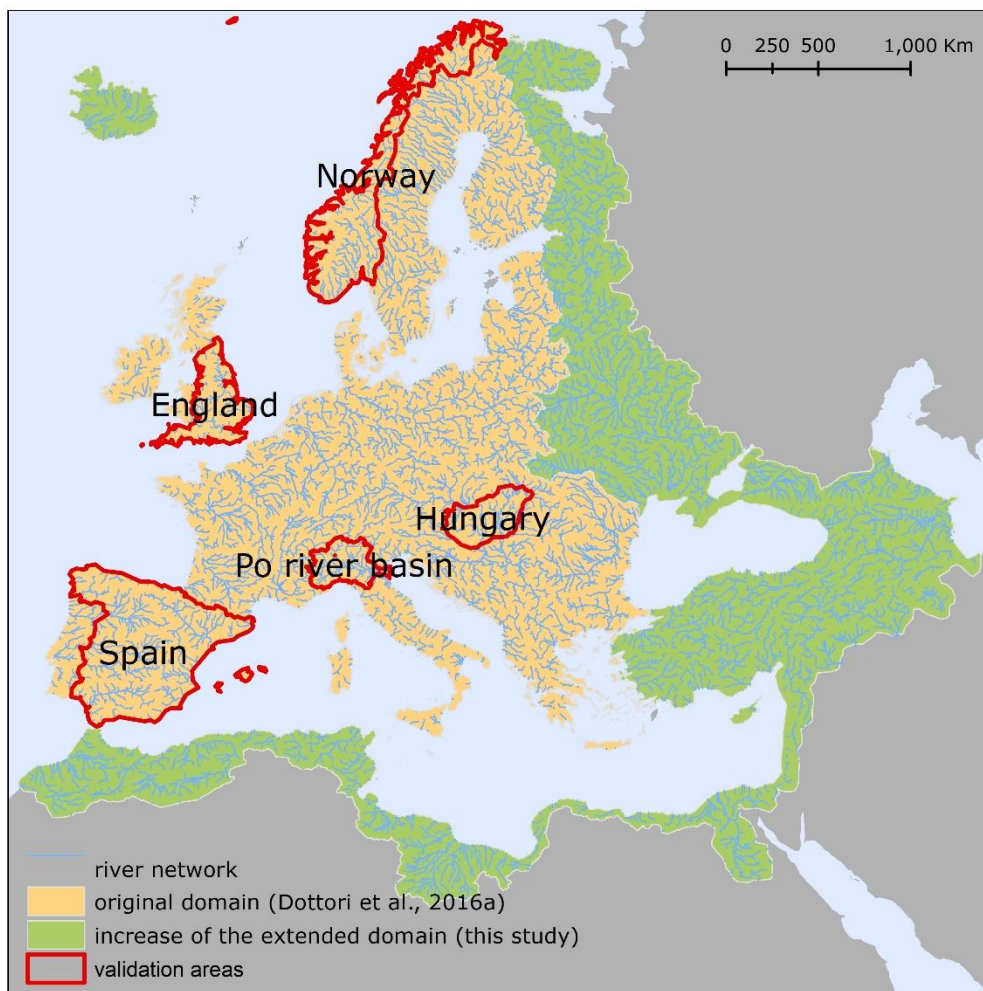 0 250 500 1,000 Km
Norway
England
Hungary
Po river basin
Spain
river network
original domain (Dottori et al., 2016a)
increase of the extended domain (this study)
validation areas